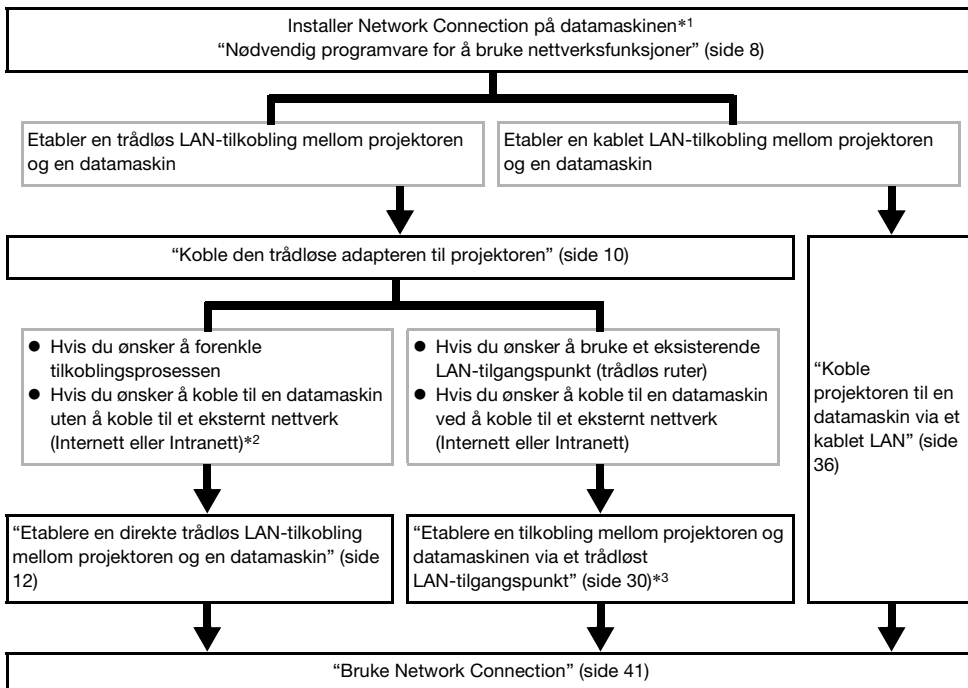 Installer Network Connection på datamaskinen*1
“Nødvendig programvare for å bruke nettverksfunksjoner” (side 8)
Etabler en trådløs LAN-tilkobling mellom projektoren
og en datamaskin
Etabler en kablet LAN-tilkobling mellom projektoren
og en datamaskin
“Koble den trådløse adapteren til projektoren” (side 10)
● Hvis du ønsker å forenkle
tilkoblingsprosessen
● Hvis du ønsker å koble til en datamaskin
uten å koble til et eksternt nettverk
(Internett eller Intranett)*2
● Hvis du ønsker å bruke et eksisterende
LAN-tilgangspunkt (trådløs ruter)
● Hvis du ønsker å koble til en datamaskin
ved å koble til et eksternt nettverk
(Internett eller Intranett)
“Koble
projektoren til en
datamaskin via et
kablet LAN” (side
36)
“Etablere en direkte trådløs LAN-tilkobling
mellom projektoren og en datamaskin” (side
12)
“Etablere en tilkobling mellom projektoren og
datamaskinen via et trådløst
LAN-tilgangspunkt” (side 30)*3
“Bruke Network Connection” (side 41)